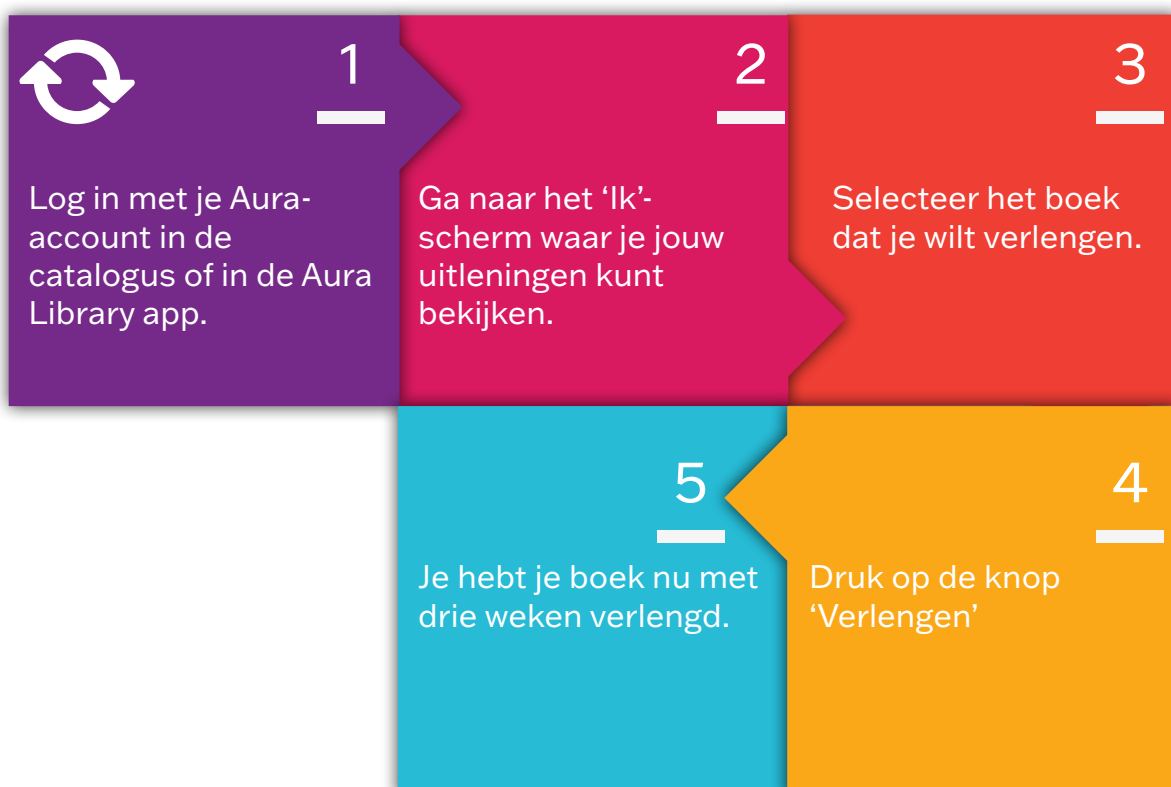 1
Log in met je Aura-
account in de
catalogus of in de Aura
Library app.
2
Ga naar het ‘Ik’-
scherm waar je jouw
uitleningen kunt
bekijken.
3
Selecteer het boek
dat je wilt verlengen.
4
Druk op de knop
‘Verlengen’
5
Je hebt je boek nu met
drie weken verlengd.